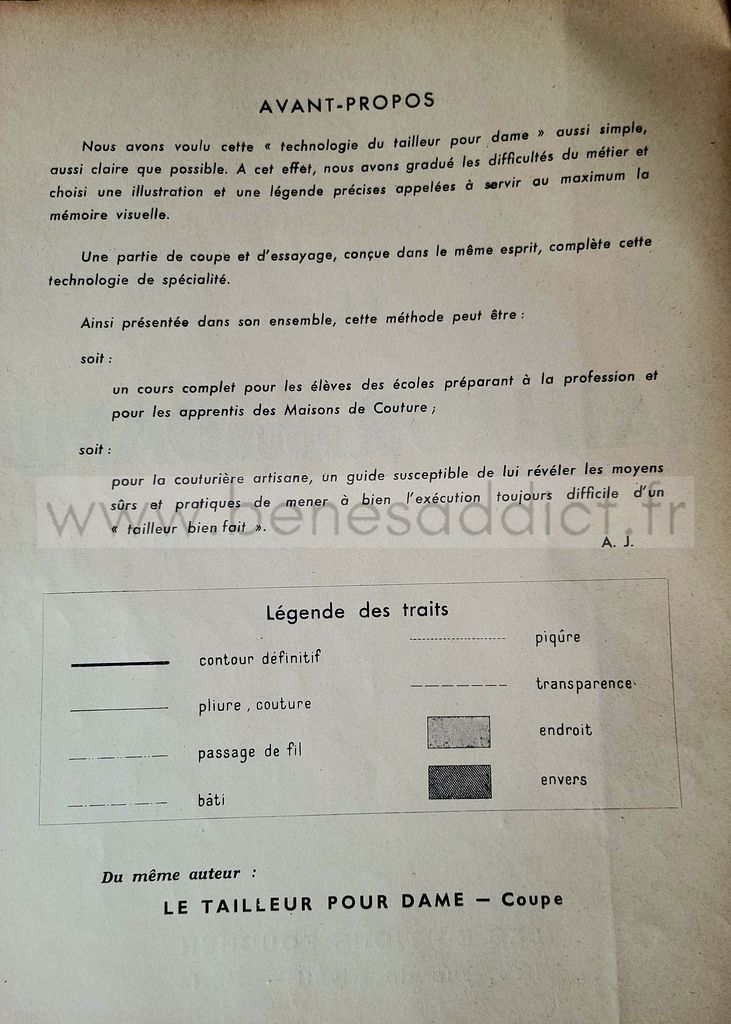 AVANT-PROPOS
Nous avons voulu cette « technologie du tailleur pour dame » aussi simple,
aussi claire que possible. A cet effet, nous avons gradué les difficultés du métier et
choisi une illustration et une légende précises appelées à servir au maximum la
mémoire visuelle.
Une partie de coupe et d'essayage, conçue dans le même esprit, complète cette
technologie de spécialité.
Ainsi présentée dans son ensemble, cette méthode peut être :
soit :
un cours complet pour les élèves des écoles préparant à la profession et
pour les apprentis des Maisons de Couture ;
soit :
pour la couturière artisane, un guide susceptible de lui révéler les moyens
sûrs et pratiques de mener à bien l'exécution toujours difficile d'un
« tailleur bien fait ».
www.benesaddict.fr
A. J.
Légende des traits
contour définitif
pliure, couture
passage de fil
bâti
piqûre
transparence
endroit
envers
Du même auteur :
LE TAILLEUR POUR DAME — Coupe